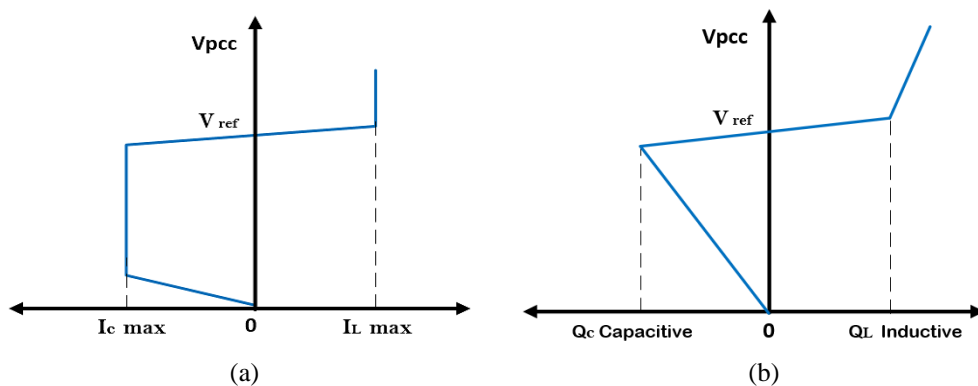 Vpcc
V ref
Ic max
0
IL max
(a)
Vpcc
V ref
Qc Capacitive
0
QL Inductive
(b)